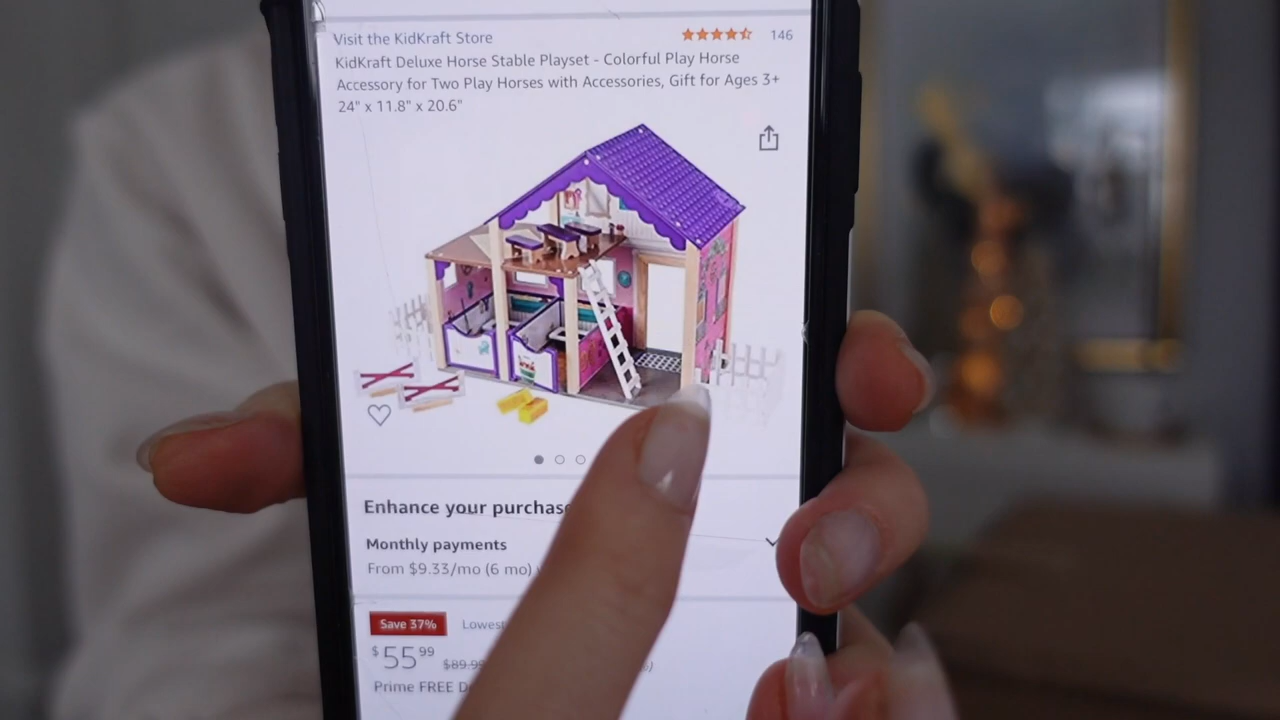 Visit the KidKraft Store 146
KidKraft Deluxe Horse Stable Playset - Colorful Play Horse
Accessory for Two Play Horses with Accessories, Gift for Ages 3+
24" x 11.8" x 20.6"
Enhance your purchase
Monthly payments
From $9.33/mo (6 mo)
Save 37% Lowest
$55.99 $89.99
Prime FREE